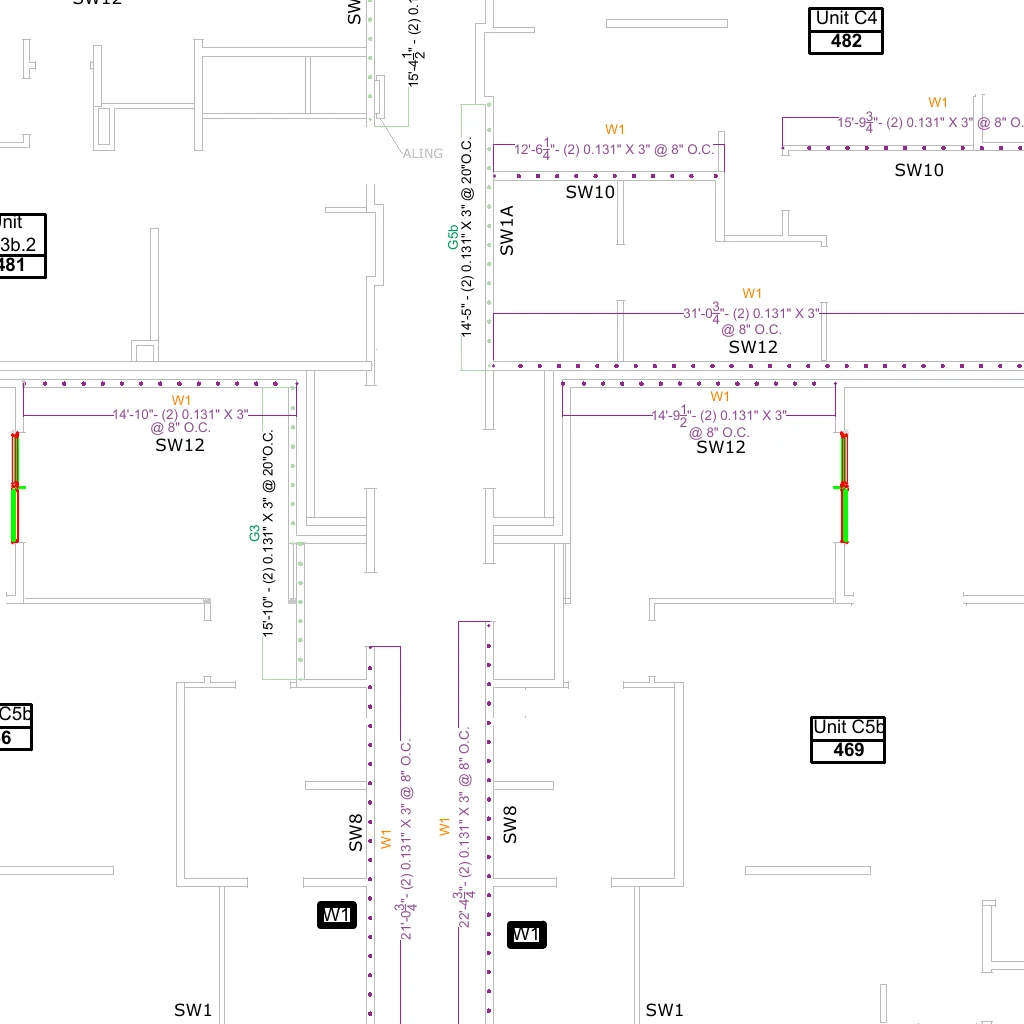 SW12
15'-4 1/2" - (2) 0.1
Unit C4
482
W1
15'-9 3/4"- (2) 0.131" X 3" @ 8" O.
SW10
W1
12'-6 1/4"- (2) 0.131" X 3" @ 8" O.C.
SW10
ALING
G5b
14'-5" - (2) 0.131" X 3" @ 20"O.C.
SW1A
3b.2
481
W1
31'-0 3/4"- (2) 0.131" X 3"
@ 8" O.C.
SW12
W1
14'-10"- (2) 0.131" X 3"
@ 8" O.C.
SW12
W1
14'-9 1/2"- (2) 0.131" X 3"
@ 8" O.C.
SW12
G3
15'-10" - (2) 0.131" X 3" @ 20"O.C.
C5b
6
Unit C5b
469
SW8
W1
21'-0 3/4"- (2) 0.131" X 3" @ 8" O.C.
W1
22'-4 3/4"- (2) 0.131" X 3" @ 8" O.C.
SW8
W1
W1
SW1
SW1